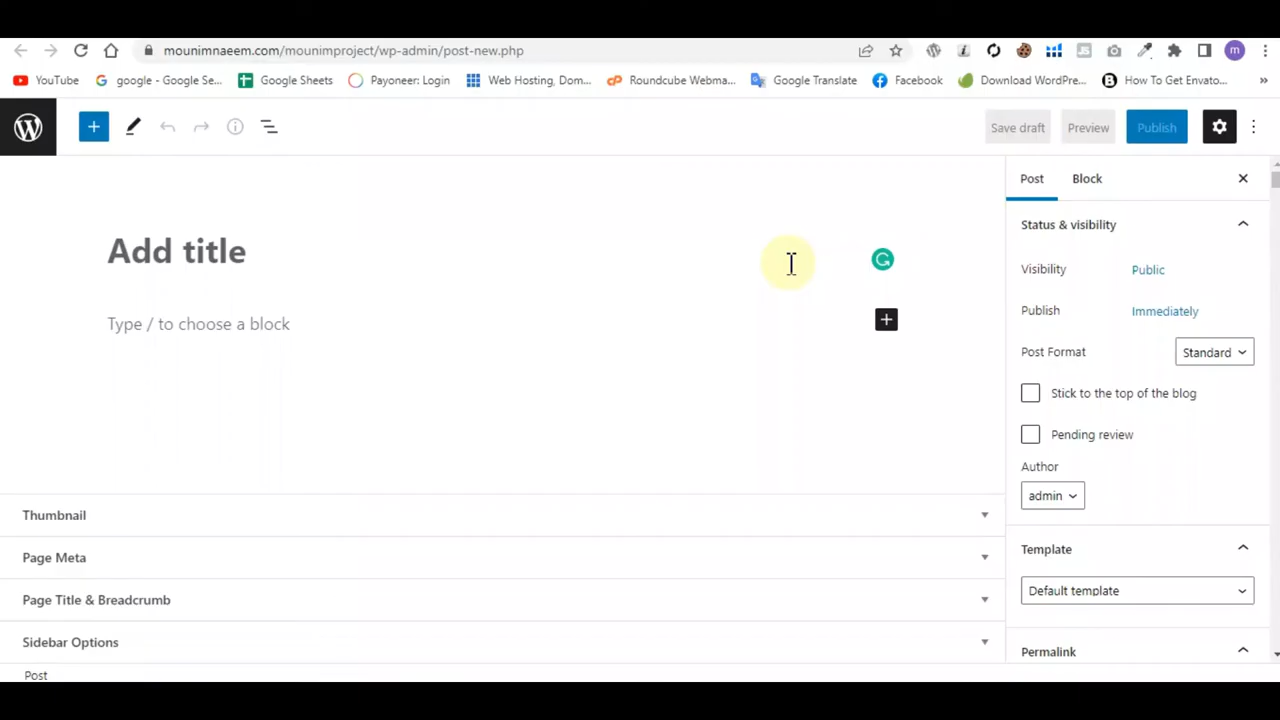 mounimnaeem.com/mounimproject/wp-admin/post-new.php
m
YouTube
google - Google Se...
Google Sheets
Payoneer: Login
Web Hosting, Dom...
Roundcube Webma...
Google Translate
Facebook
Download WordPre...
How To Get Envato...
Save draft
Preview
Publish
Add title
Type / to choose a block
Thumbnail
Page Meta
Page Title & Breadcrumb
Sidebar Options
Post
Post
Block
Status & visibility
Visibility
Public
Publish
Immediately
Post Format
Standard
Stick to the top of the blog
Pending review
Author
admin
Template
Default template
Permalink